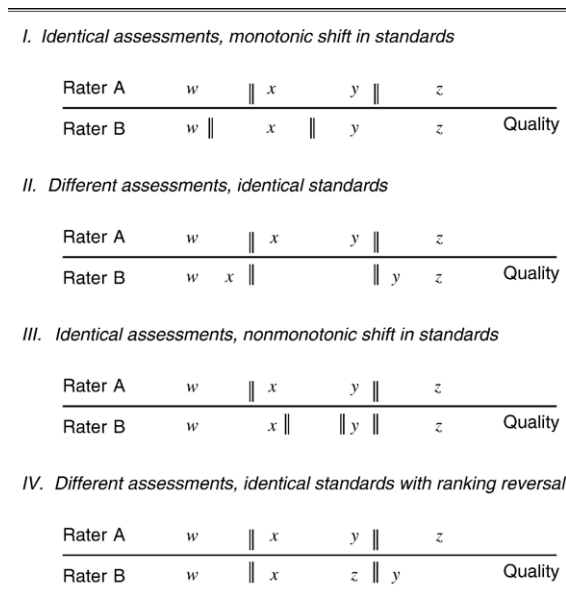 I. Identical assessments, monotonic shift in standards
Rater A w || x y || z
Rater B w || x || y z Quality
II. Different assessments, identical standards
Rater A w || x y || z
Rater B w x || || y z Quality
III. Identical assessments, nonmonotonic shift in standards
Rater A w || x y || z
Rater B w x || || y || z Quality
IV. Different assessments, identical standards with ranking reversal
Rater A w || x y || z
Rater B w || x z || y Quality